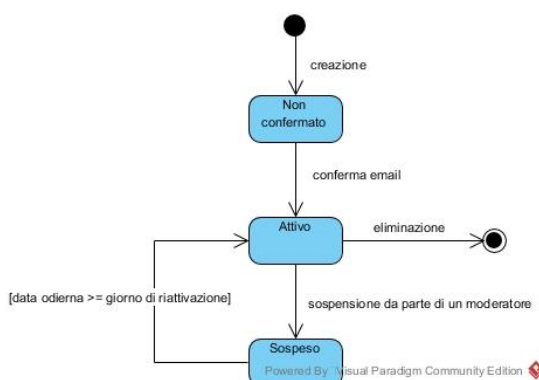 creazione
Non
confermato
conferma email
Attivo
eliminazione
[data odierna >= giorno di riattivazione]
sospensione da parte di un moderatore
Sospeso
Powered By Visual Paradigm Community Edition